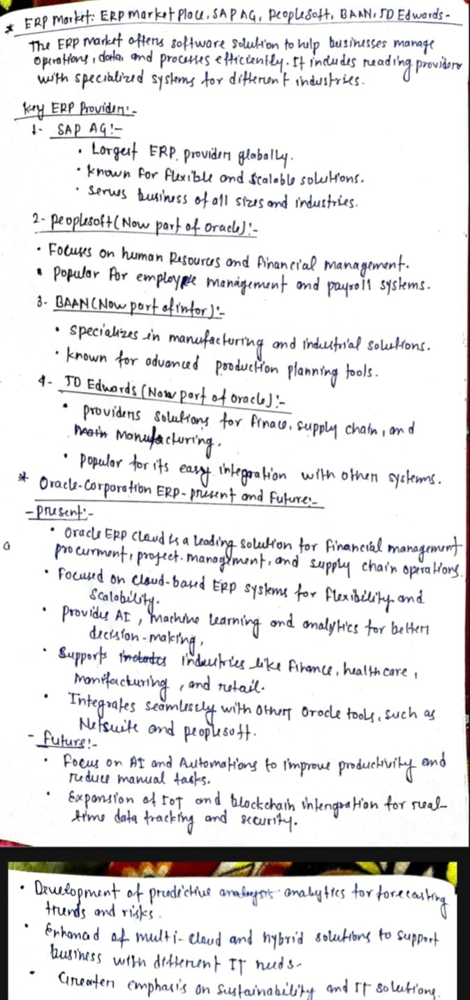 * ERP Market: ERP Market Place, SAP AG, PeopleSoft, BAAN, JD Edwards-
The ERP market offers software solution to help businesses manage
operations, data, and processes efficiently. It includes reading providers
with specialized systems for different industries.
Key ERP Providers:-
1- SAP AG:-
• Largest ERP provider globally.
• known for flexible and scalable solutions.
• serves business of all sizes and industries.
2- peoplesoft (Now part of oracle):-
• Focuses on human Resources and financial management.
• Popular for employee management and payroll systems.
3- BAAN (Now part of infor):-
• specializes in manufacturing and industrial solutions.
• known for advanced production planning tools.
4- JD Edwards (Now part of oracle):-
• providers solutions for finace, supply chain, and
Manufacturing.
• popular for its easy integration with other systems.
* Oracle-Corporation ERP-present and Future:-
-present:-
• Oracle ERP Cloud is a leading solution for financial management
procurment, project management, and supply chain operations.
• Focused on cloud-based ERP systems for flexibility and
scalability.
• provides AI, machine learning and analytics for better
decision-making,
• Supports industries like finance, healthcare,
manifacturing, and retail.
• Integrates seamlessly with other oracle tools, such as
Netsuite and peoplesoft.
- Future:-
• Focus on AI and Automations to improve productivity and
reduce manual tasks.
• Expansion of IoT and blockchain intengration for real-
time data tracking and security.
• Development of predictive analytics for forecasting
trends and risks.
• Enhanad of multi-cloud and hybrid solutions to support
business with different IT needs-
• Greater emphasis on sustainability and IT solutions.